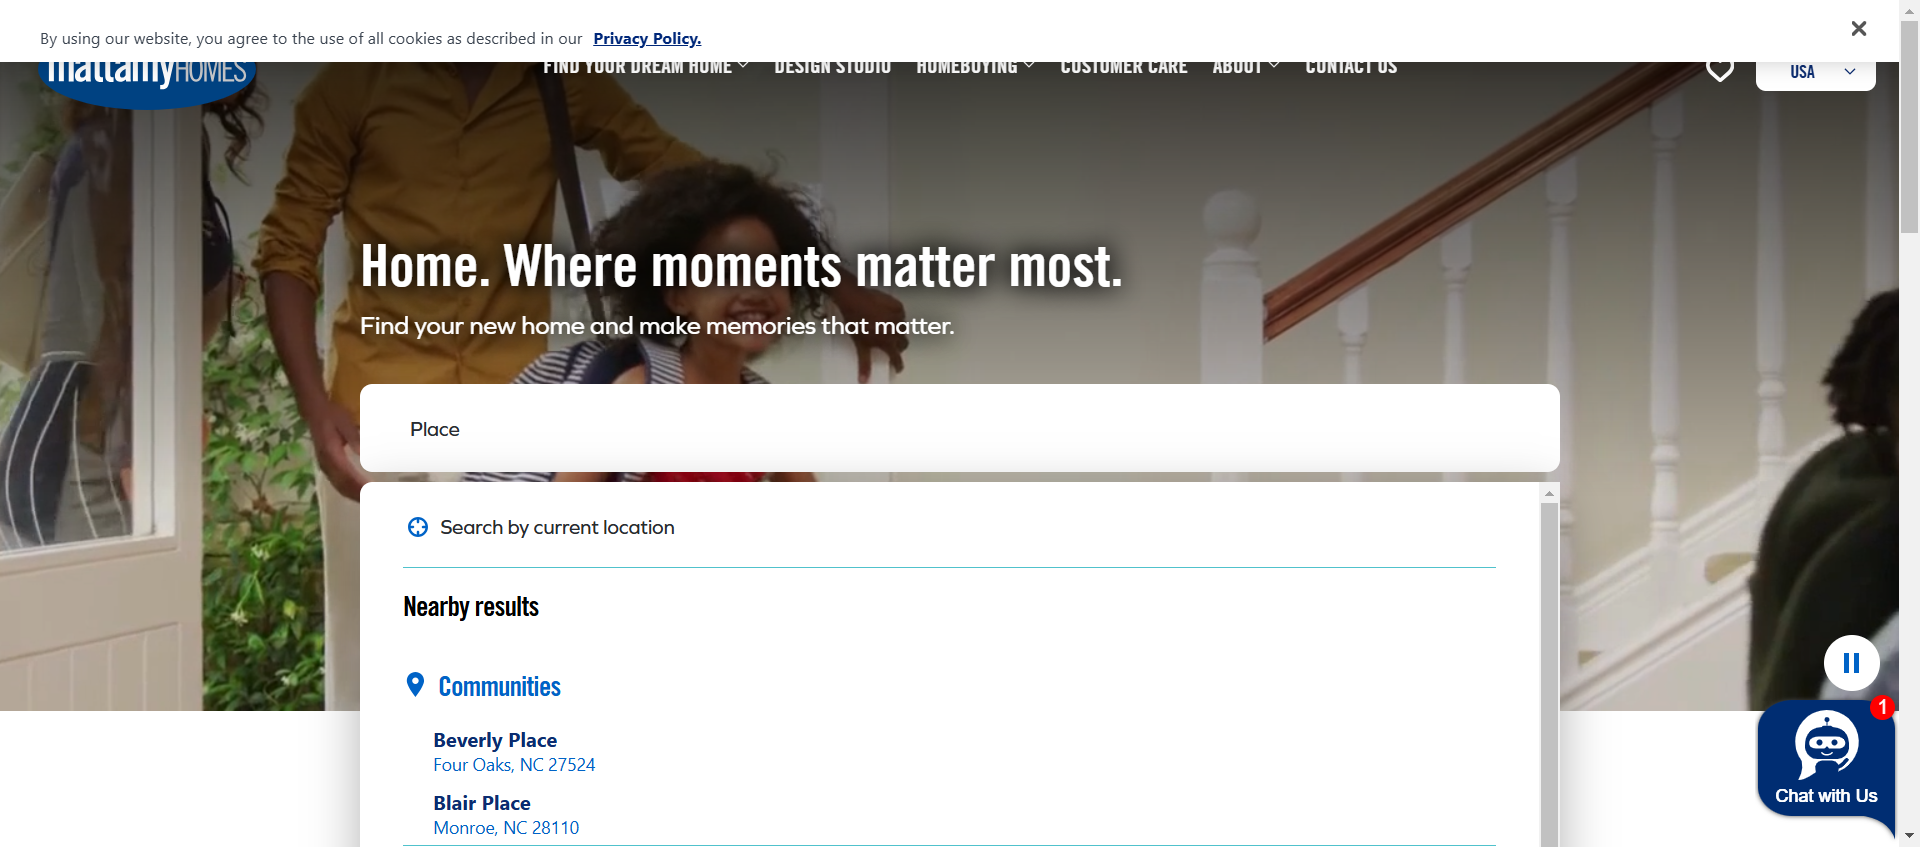 By using our website, you agree to the use of all cookies as described in our Privacy Policy.
mattamyHOMES
FIND YOUR DREAM HOME
DESIGN STUDIO
HOMEBUYING
CUSTOMER CARE
ABOUT
CONTACT US
USA
Home. Where moments matter most.
Find your new home and make memories that matter.
Place
Search by current location
Nearby results
Communities
Beverly Place
Four Oaks, NC 27524
Blair Place
Monroe, NC 28110
1
Chat with Us